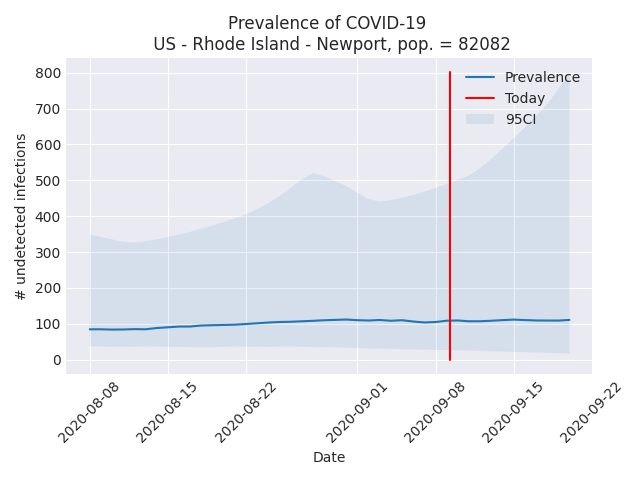 Prevalence of COVID-19
US - Rhode Island - Newport, pop. = 82082
800
700
600
500
400
300
200
100
0
# undetected infections
Prevalence
Today
95CI
2020-08-08
2020-08-15
2020-08-22
2020-09-01
2020-09-08
2020-09-15
2020-09-22
Date